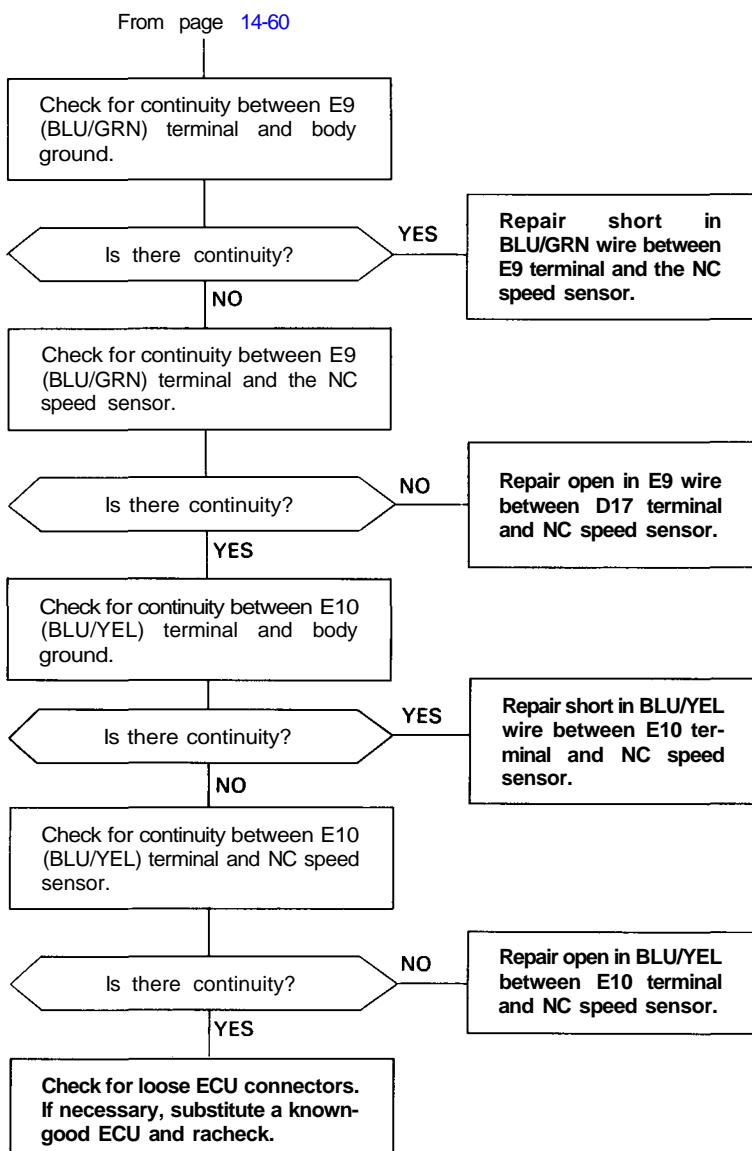 From page 14-60
Check for continuity between E9
(BLU/GRN) terminal and body
ground.
Is there continuity?
YES
Repair short in
BLU/GRN wire between
E9 terminal and the NC
speed sensor.
NO
Check for continuity between E9
(BLU/GRN) terminal and the NC
speed sensor.
Is there continuity?
NO
Repair open in E9 wire
between D17 terminal
and NC speed sensor.
YES
Check for continuity between E10
(BLU/YEL) terminal and body
ground.
Is there continuity?
YES
Repair short in BLU/YEL
wire between E10 ter-
minal and NC speed
sensor.
NO
Check for continuity between E10
(BLU/YEL) terminal and NC speed
sensor.
Is there continuity?
NO
Repair open in BLU/YEL
between E10 terminal
and NC speed sensor.
YES
Check for loose ECU connectors.
If necessary, substitute a known-
good ECU and racheck.